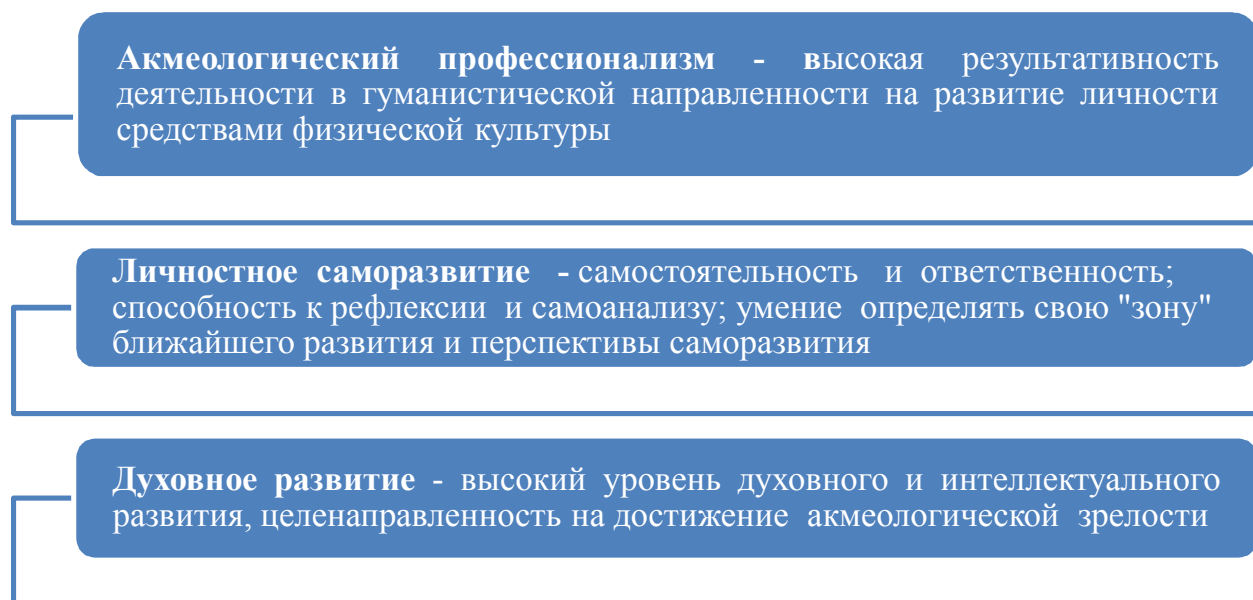 Акмеологический профессионализм - высокая результативность
деятельности в гуманистической направленности на развитие личности
средствами физической культуры
Личностное саморазвитие - самостоятельность и ответственность;
способность к рефлексии и самоанализу; умение определять свою "зону"
ближайшего развития и перспективы саморазвития
Духовное развитие - высокий уровень духовного и интеллектуального
развития, целенаправленность на достижение акмеологической зрелости